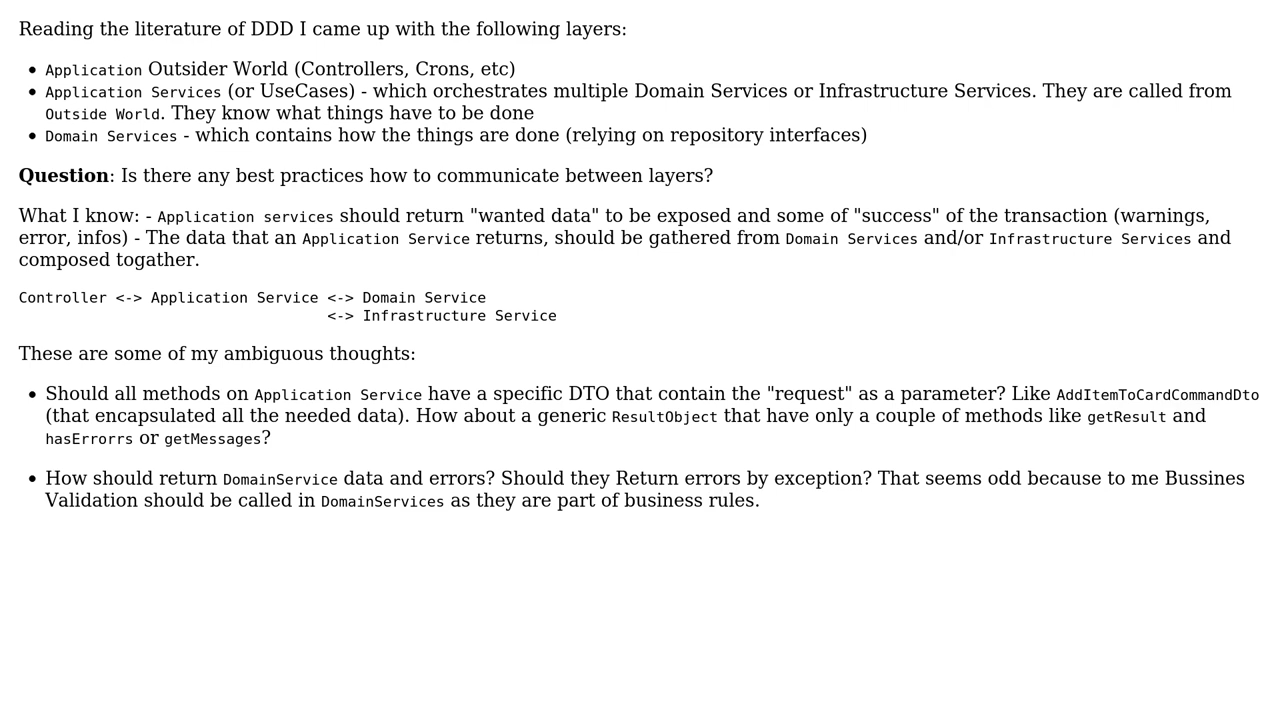 Reading the literature of DDD I came up with the following layers:
• Application Outsider World (Controllers, Crons, etc)
• Application Services (or UseCases) - which orchestrates multiple Domain Services or Infrastructure Services. They are called from
Outside World. They know what things have to be done
• Domain Services - which contains how the things are done (relying on repository interfaces)
Question: Is there any best practices how to communicate between layers?
What I know: - Application services should return "wanted data" to be exposed and some of "success" of the transaction (warnings,
error, infos) - The data that an Application Service returns, should be gathered from Domain Services and/or Infrastructure Services and
composed togather.
Controller <-> Application Service <-> Domain Service
<-> Infrastructure Service
These are some of my ambiguous thoughts:
• Should all methods on Application Service have a specific DTO that contain the "request" as a parameter? Like AddItemToCardCommandDto
(that encapsulated all the needed data). How about a generic ResultObject that have only a couple of methods like getResult and
hasErrorrs or getMessages?
• How should return DomainService data and errors? Should they Return errors by exception? That seems odd because to me Bussines
Validation should be called in DomainServices as they are part of business rules.